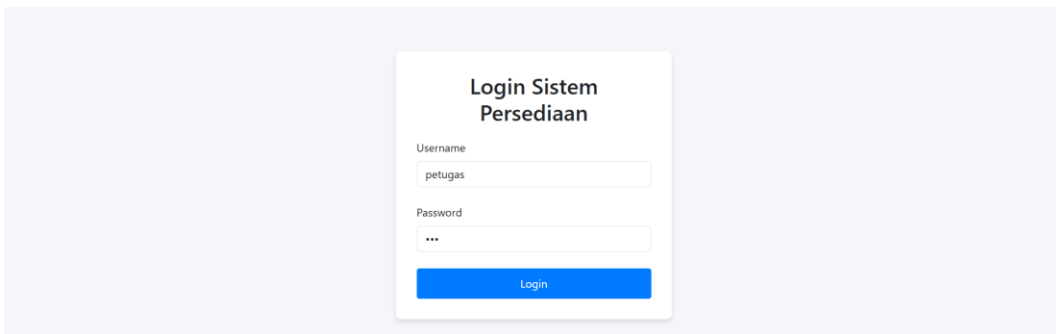 Login Sistem
Persediaan
Username
petugas
Password
•••
Login